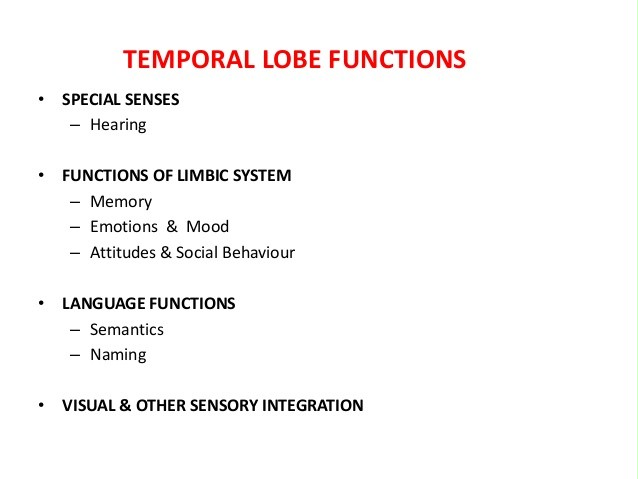 TEMPORAL LOBE FUNCTIONS
• SPECIAL SENSES
– Hearing
• FUNCTIONS OF LIMBIC SYSTEM
– Memory
– Emotions & Mood
– Attitudes & Social Behaviour
• LANGUAGE FUNCTIONS
– Semantics
– Naming
• VISUAL & OTHER SENSORY INTEGRATION